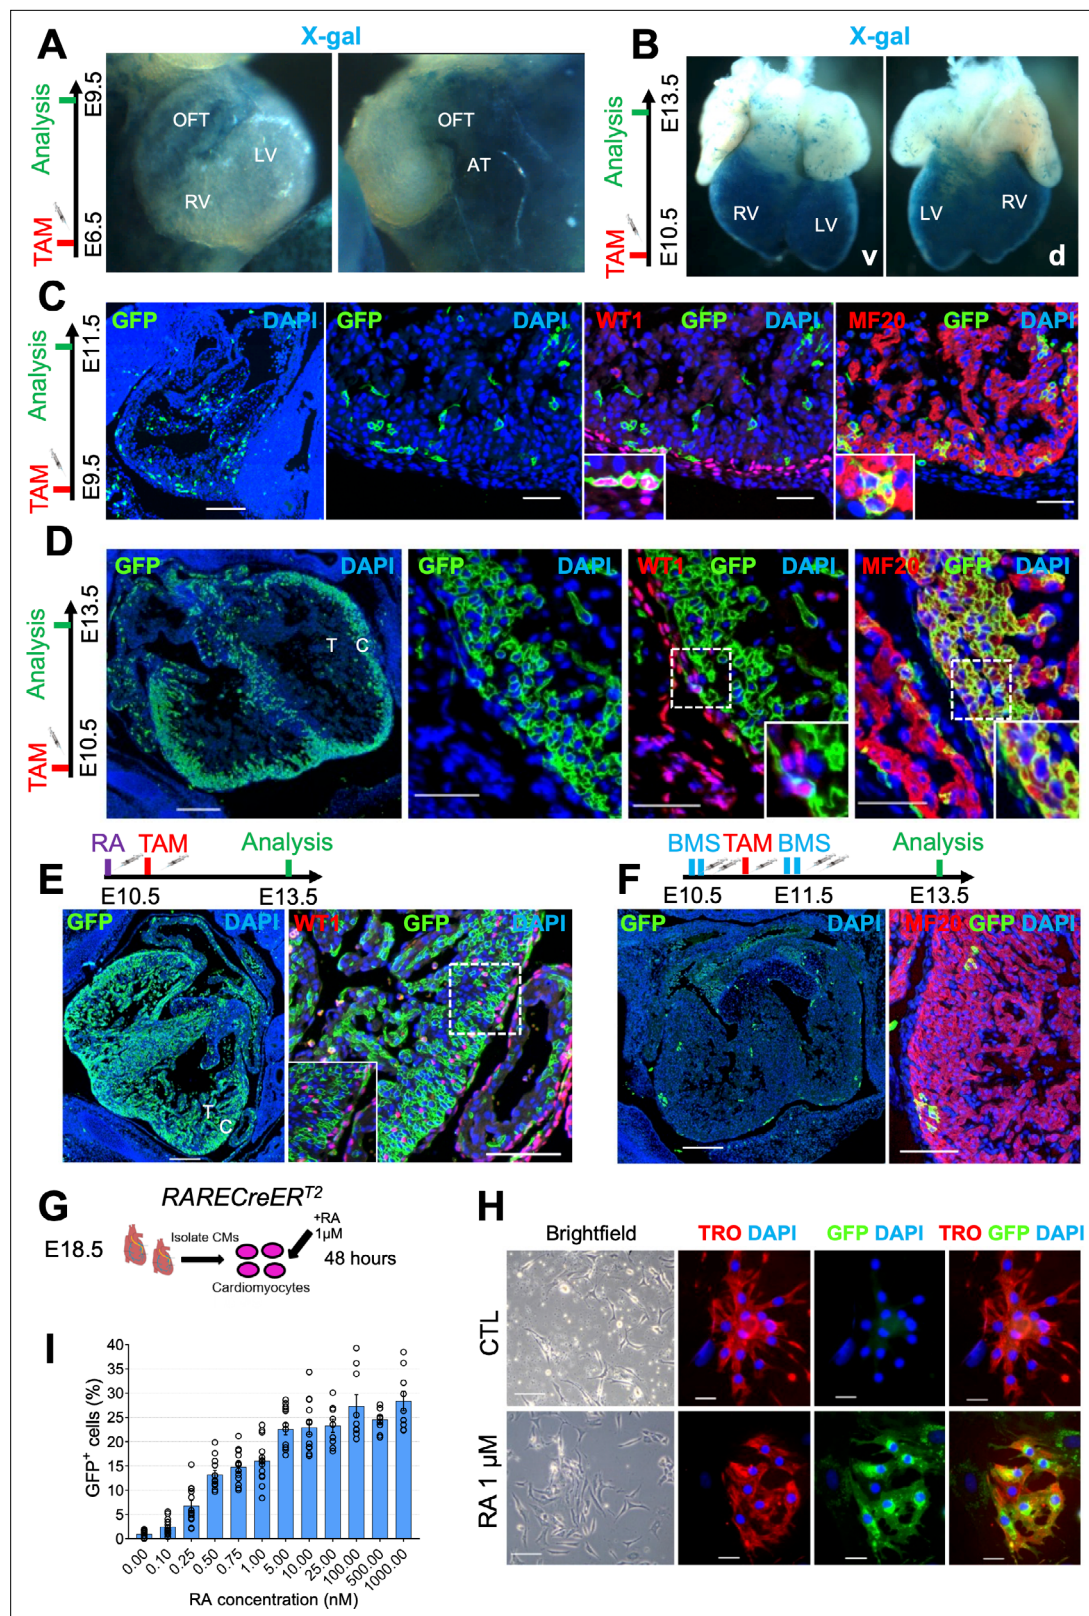 A
X-gal
Analysis
E9.5
TAM
E6.5
OFT
LV
RV
OFT
AT
B
X-gal
Analysis
E13.5
TAM
E10.5
RV
LV
v
LV
RV
d
C
Analysis
E11.5
TAM
E9.5
GFP DAPI
GFP DAPI
WT1 GFP DAPI
MF20 GFP DAPI
D
Analysis
E13.5
TAM
E10.5
GFP DAPI
T C
GFP DAPI
WT1 GFP DAPI
MF20 GFP DAPI
RA TAM Analysis
E10.5 E13.5
E
GFP DAPI
T
C
WT1 GFP DAPI
BMS TAM BMS Analysis
E10.5 E11.5 E13.5
F
GFP DAPI
MF20 GFP DAPI
G
RARECreER^T2
E18.5
Isolate CMs
+RA
1µM
48 hours
Cardiomyocytes
H
Brightfield
TRO DAPI
GFP DAPI
TRO GFP DAPI
CTL
RA 1 µM
I
GFP+ cells (%)
40
35
30
25
20
15
10
5
0
0.00 0.10 0.25 0.50 0.75 1.00 5.00 10.00 25.00 100.00 500.00 1000.00
RA concentration (nM)